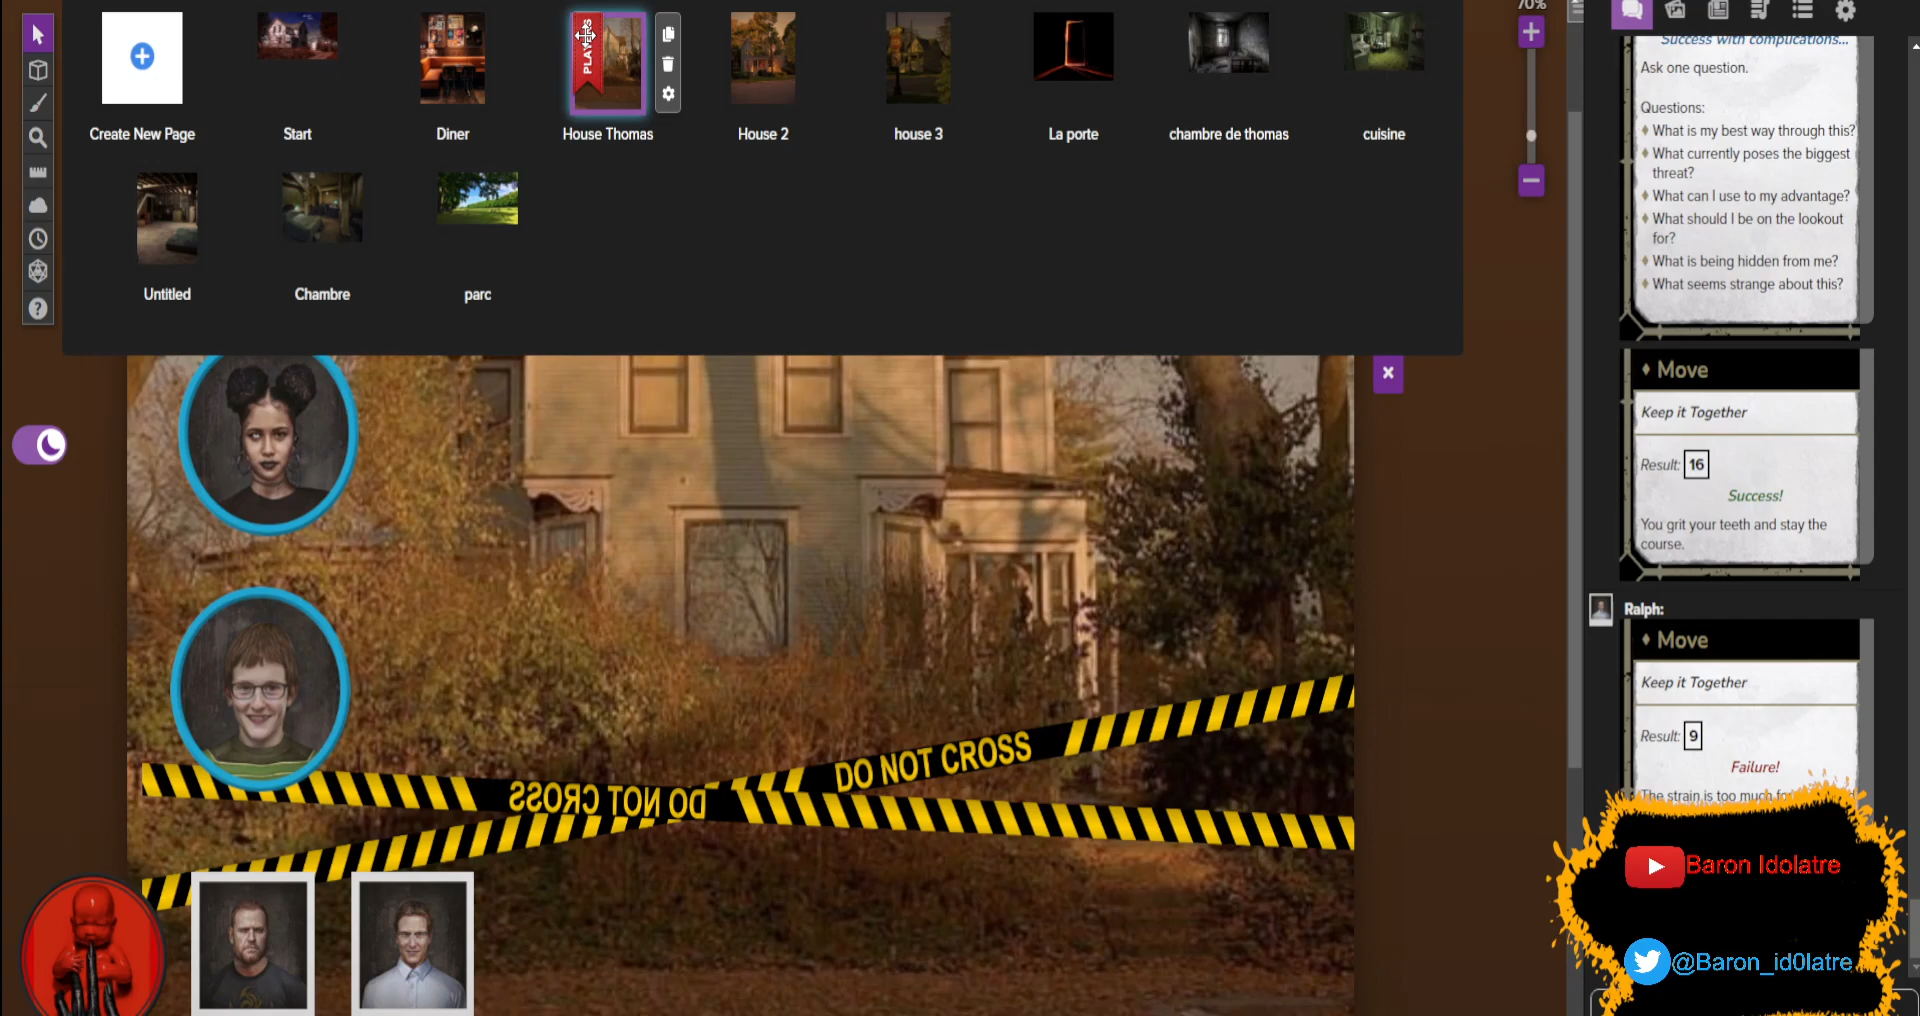 70%
PLAYERS
Create New Page
Start
Diner
House Thomas
House 2
house 3
La porte
chambre de thomas
cuisine
Untitled
Chambre
parc
DO NOT CROSS
DO NOT CROSS
Success with complications...
Ask one question.
Questions:
What is my best way through this?
What currently poses the biggest
threat?
What can I use to my advantage?
What should I be on the lookout
for?
What is being hidden from me?
What seems strange about this?
Move
Keep it Together
Result: 16
Success!
You grit your teeth and stay the
course.
Ralph:
Move
Keep it Together
Result: 9
Failure!
The strain is too much
Baron Idolatre
@Baron_id0latre